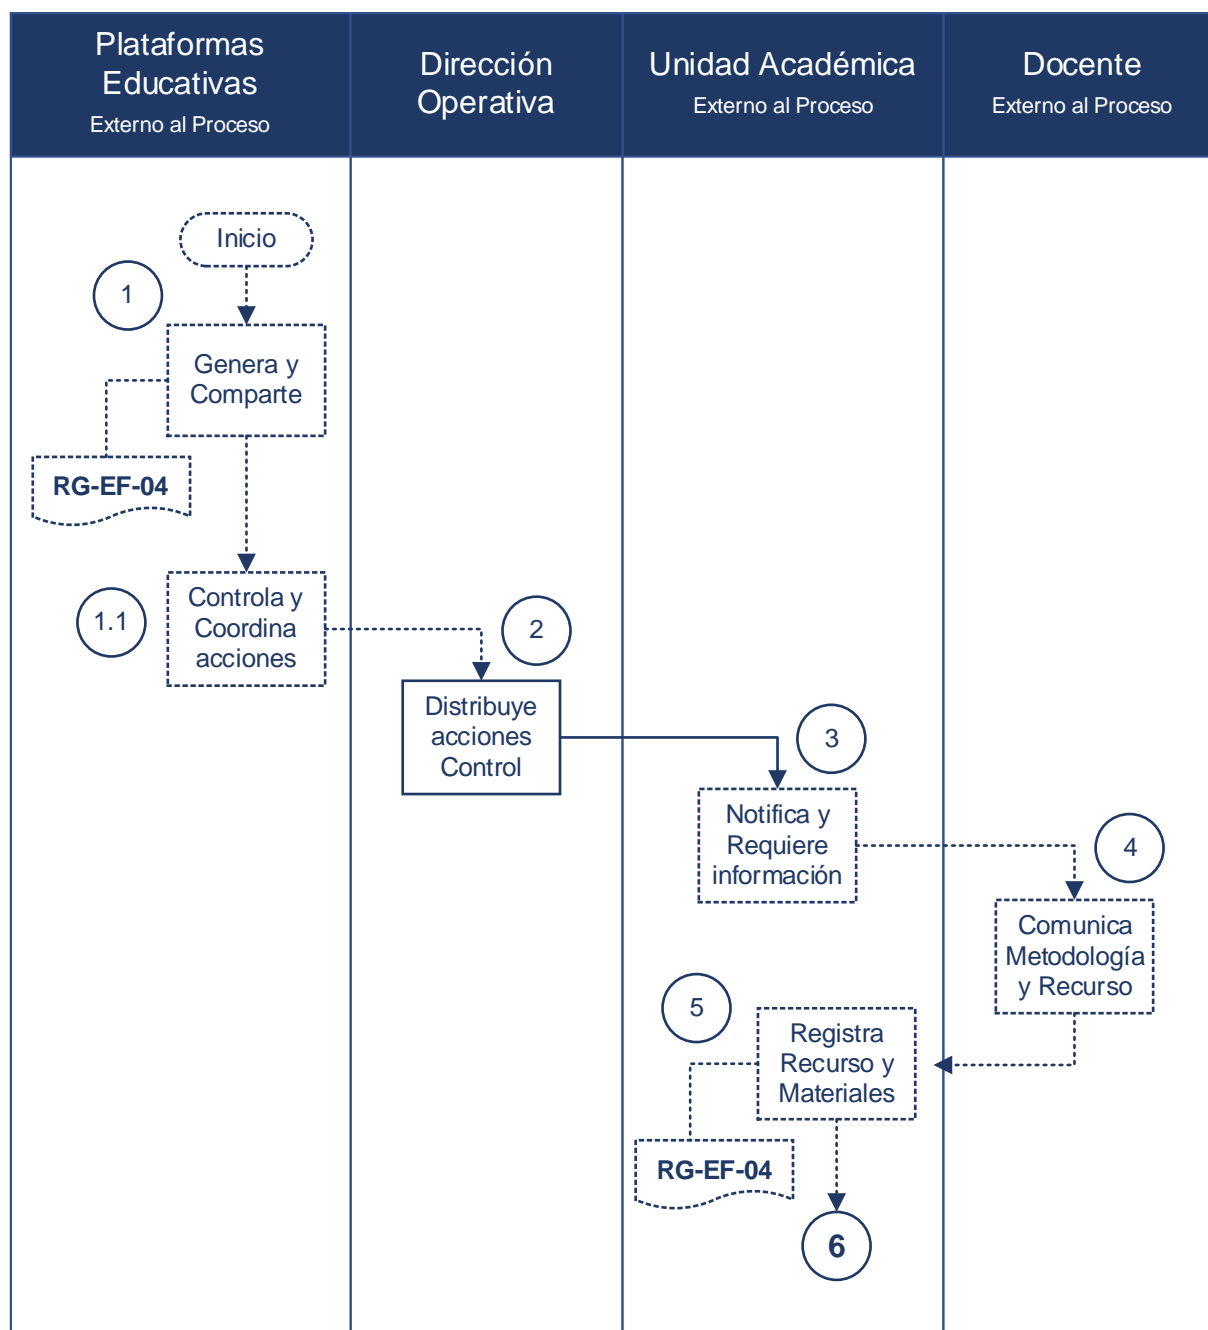 Plataformas
Educativas
Externo al Proceso
Dirección
Operativa
Unidad Académica
Externo al Proceso
Docente
Externo al Proceso
Inicio
1
Genera y
Comparte
RG-EF-04
1.1
Controla y
Coordina
acciones
2
Distribuye
acciones
Control
3
Notifica y
Requiere
información
4
Comunica
Metodología
y Recurso
5
Registra
Recurso y
Materiales
RG-EF-04
6